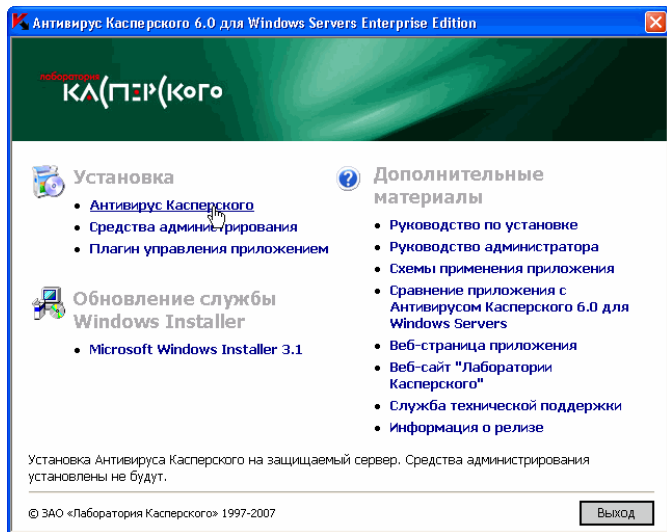 Антивирус Касперского 6.0 для Windows Servers Enterprise Edition
лаборатория
КАСПЕРСКОГО
Установка
Антивирус Касперского
Средства администрирования
Плагин управления приложением
Обновление службы
Windows Installer
Microsoft Windows Installer 3.1
Дополнительные
материалы
Руководство по установке
Руководство администратора
Схемы применения приложения
Сравнение приложения с
Антивирусом Касперского 6.0 для
Windows Servers
Веб-страница приложения
Веб-сайт "Лаборатории
Касперского"
Служба технической поддержки
Информация о релизе
Установка Антивируса Касперского на защищаемый сервер. Средства администрирования
установлены не будут.
© ЗАО «Лаборатория Касперского» 1997-2007
Выход